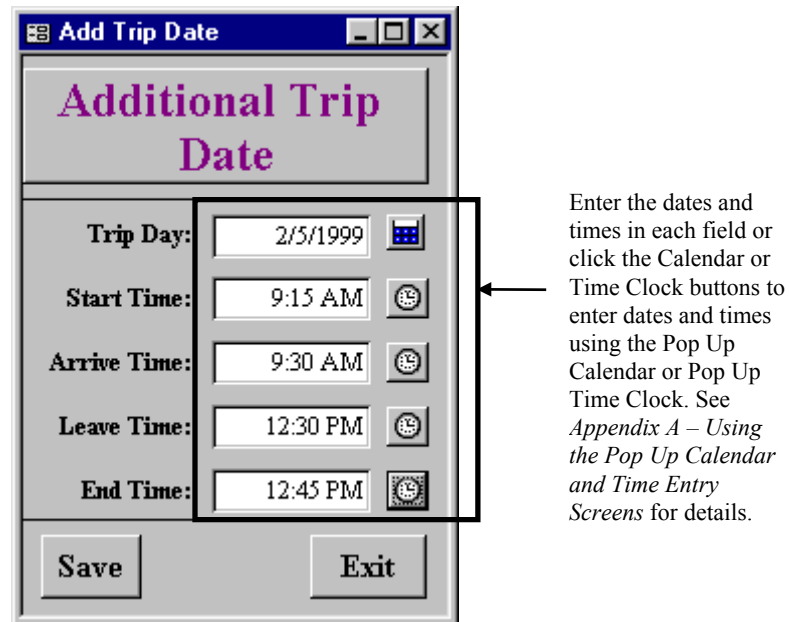 Add Trip Date
Additional Trip
Date
Trip Day: 2/5/1999
Start Time: 9:15 AM
Arrive Time: 9:30 AM
Leave Time: 12:30 PM
End Time: 12:45 PM
Save Exit
Enter the dates and
times in each field or
click the Calendar or
Time Clock buttons to
enter dates and times
using the Pop Up
Calendar or Pop Up
Time Clock. See
Appendix A – Using
the Pop Up Calendar
and Time Entry
Screens for details.